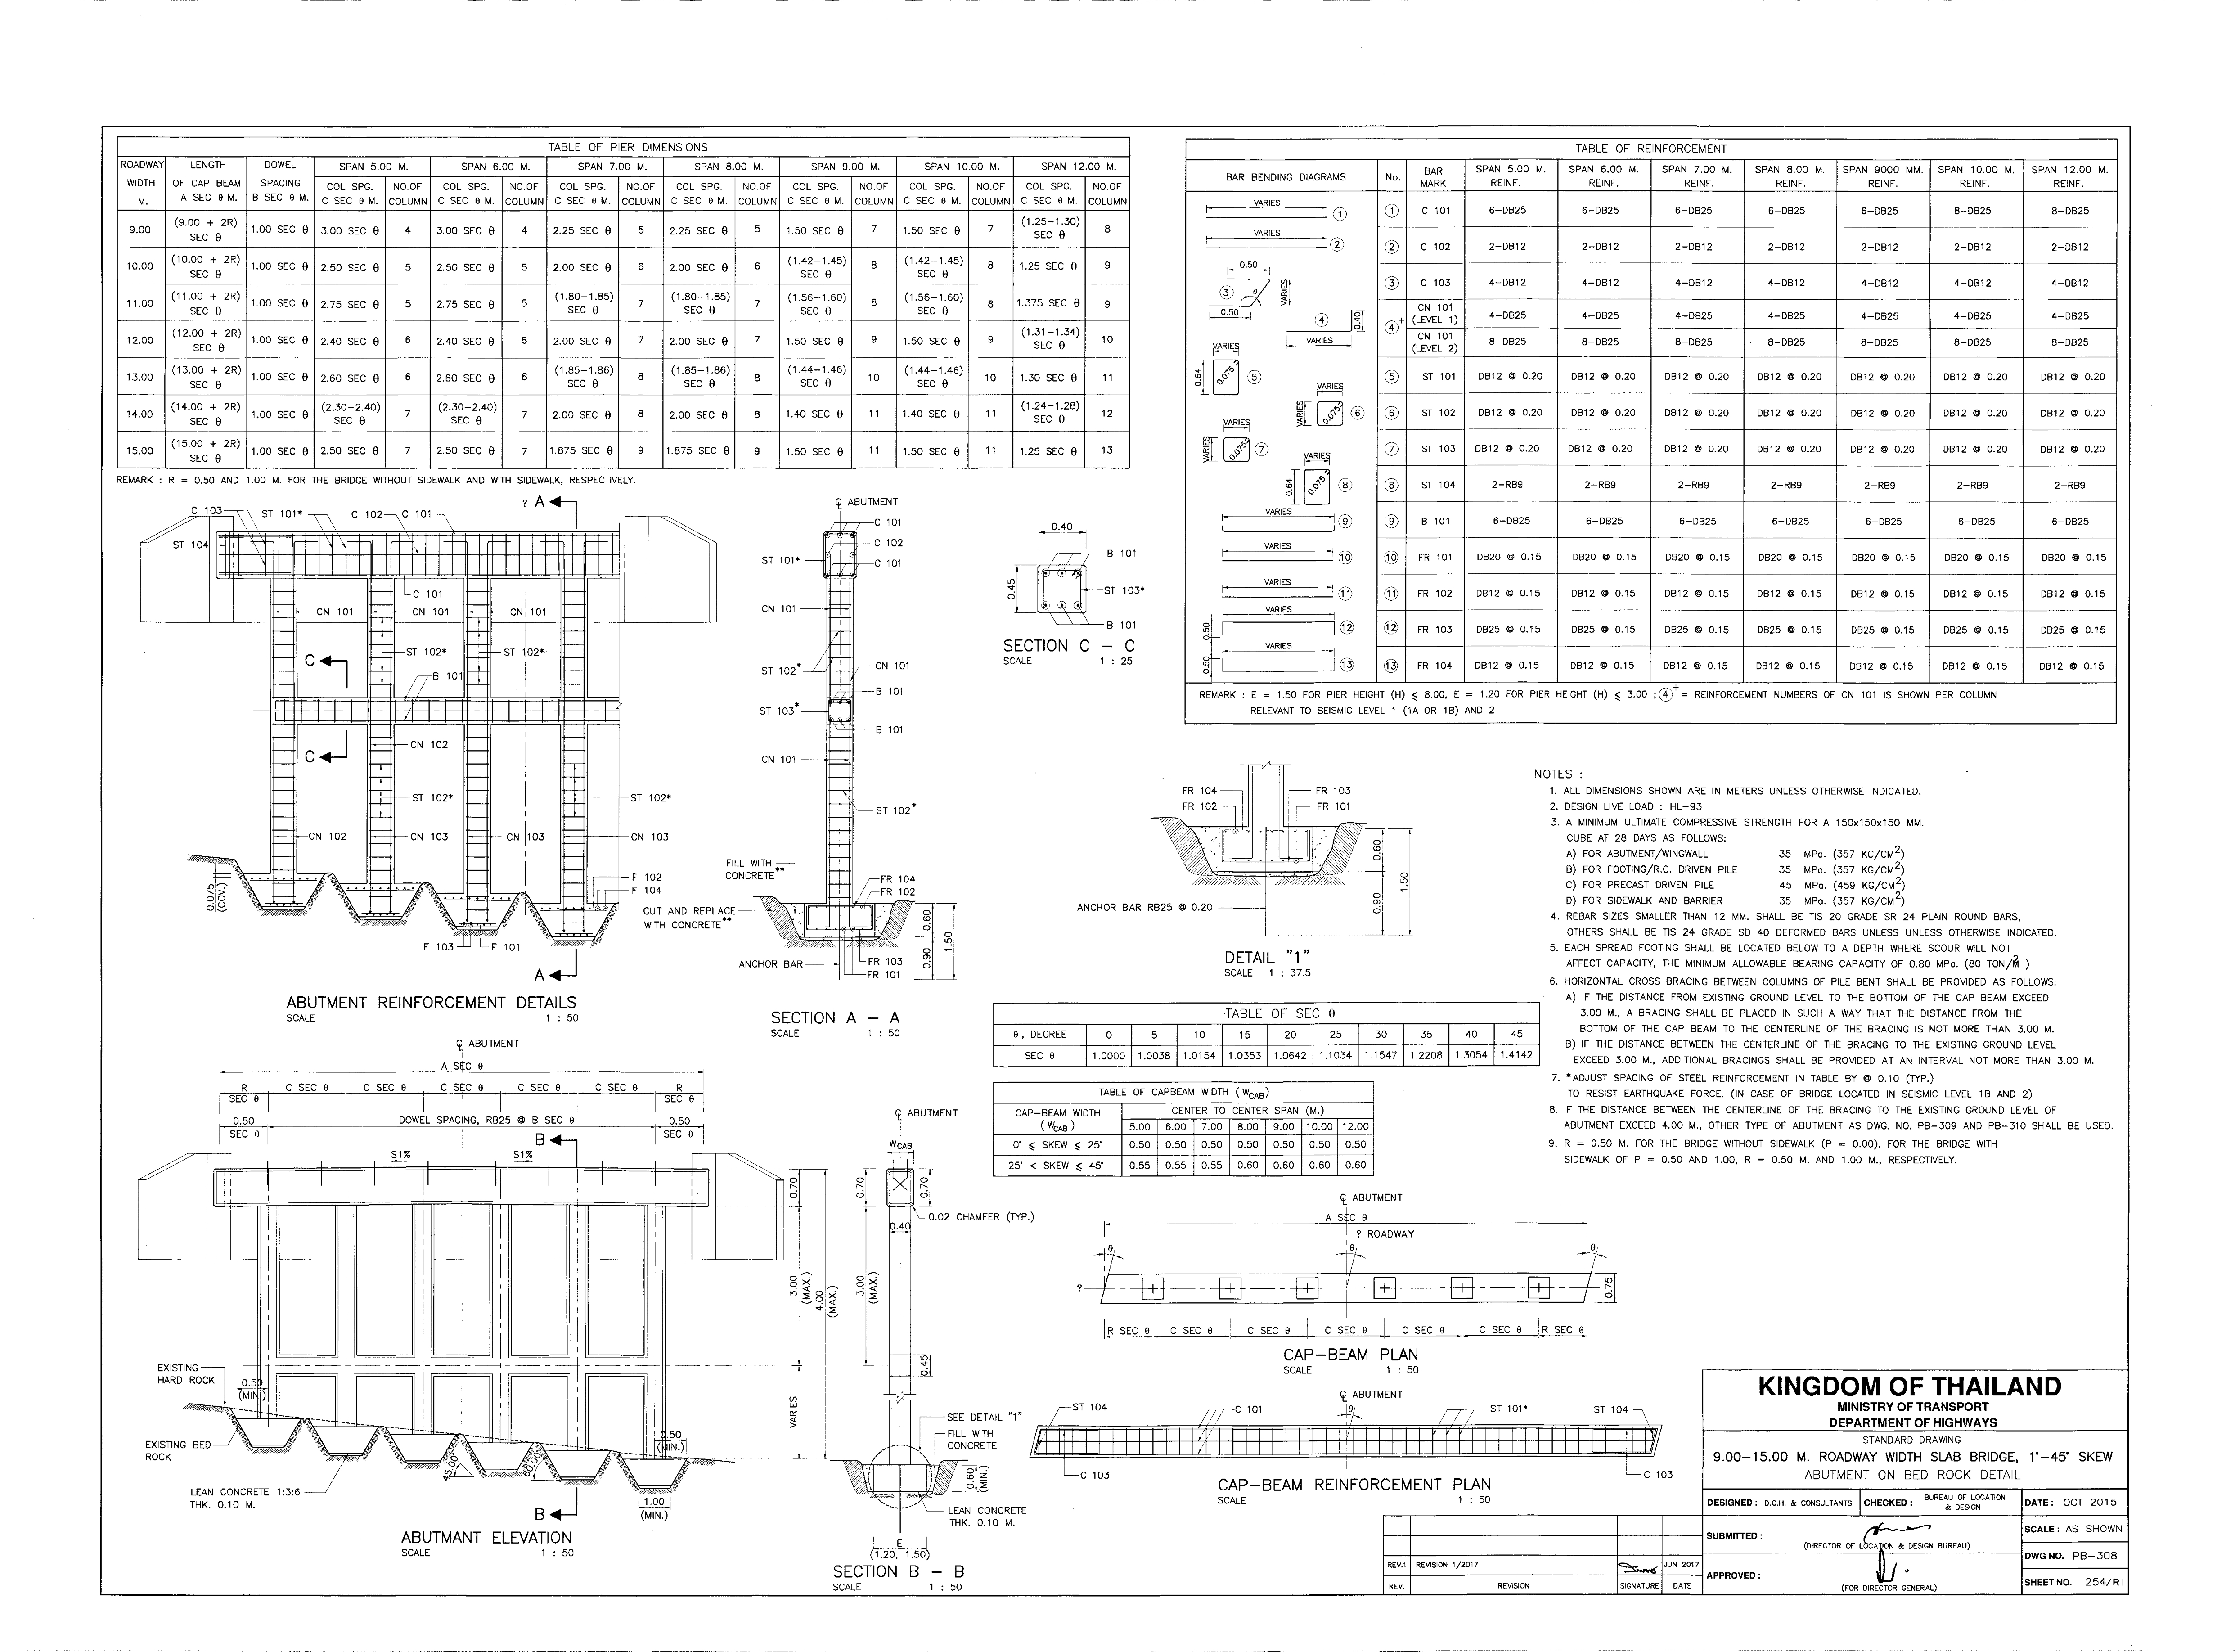 TABLE OF PIER DIMENSIONS
ROADWAY WIDTH M. LENGTH OF CAP BEAM A SEC θ M. DOWEL SPACING B SEC θ M. SPAN 5.00 M. SPAN 6.00 M. SPAN 7.00 M. SPAN 8.00 M. SPAN 9.00 M. SPAN 10.00 M. SPAN 12.00 M.
COL SPG. C SEC θ M. NO.OF COLUMN COL SPG. C SEC θ M. NO.OF COLUMN COL SPG. C SEC θ M. NO.OF COLUMN COL SPG. C SEC θ M. NO.OF COLUMN COL SPG. C SEC θ M. NO.OF COLUMN COL SPG. C SEC θ M. NO.OF COLUMN COL SPG. C SEC θ M. NO.OF COLUMN
9.00 (9.00 + 2R) SEC θ 1.00 SEC θ 3.00 SEC θ 4 3.00 SEC θ 4 2.25 SEC θ 5 2.25 SEC θ 5 1.50 SEC θ 7 1.50 SEC θ 7 (1.25-1.30) SEC θ 8
10.00 (10.00 + 2R) SEC θ 1.00 SEC θ 2.50 SEC θ 5 2.50 SEC θ 5 2.00 SEC θ 6 2.00 SEC θ 6 (1.42-1.45) SEC θ 8 (1.42-1.45) SEC θ 8 1.25 SEC θ 9
11.00 (11.00 + 2R) SEC θ 1.00 SEC θ 2.75 SEC θ 5 2.75 SEC θ 5 (1.80-1.85) SEC θ 7 (1.80-1.85) SEC θ 7 (1.56-1.60) SEC θ 8 (1.56-1.60) SEC θ 8 1.375 SEC θ 9
12.00 (12.00 + 2R) SEC θ 1.00 SEC θ 2.40 SEC θ 6 2.40 SEC θ 6 2.00 SEC θ 7 2.00 SEC θ 7 1.50 SEC θ 9 1.50 SEC θ 9 (1.31-1.34) SEC θ 10
13.00 (13.00 + 2R) SEC θ 1.00 SEC θ 2.60 SEC θ 6 2.60 SEC θ 6 (1.85-1.86) SEC θ 8 (1.85-1.86) SEC θ 8 (1.44-1.46) SEC θ 10 (1.44-1.46) SEC θ 10 1.30 SEC θ 11
14.00 (14.00 + 2R) SEC θ 1.00 SEC θ (2.30-2.40) SEC θ 7 (2.30-2.40) SEC θ 7 2.00 SEC θ 8 2.00 SEC θ 8 1.40 SEC θ 11 1.40 SEC θ 11 (1.24-1.28) SEC θ 12
15.00 (15.00 + 2R) SEC θ 1.00 SEC θ 2.50 SEC θ 7 2.50 SEC θ 7 1.875 SEC θ 9 1.875 SEC θ 9 1.50 SEC θ 11 1.50 SEC θ 11 1.25 SEC θ 13
REMARK : R = 0.50 AND 1.00 M. FOR THE BRIDGE WITHOUT SIDEWALK AND WITH SIDEWALK, RESPECTIVELY.
TABLE OF REINFORCEMENT
BAR BENDING DIAGRAMS No. BAR MARK SPAN 5.00 M. REINF. SPAN 6.00 M. REINF. SPAN 7.00 M. REINF. SPAN 8.00 M. REINF. SPAN 9000 MM. REINF. SPAN 10.00 M. REINF. SPAN 12.00 M. REINF.
VARIES 1 1 C 101 6-DB25 6-DB25 6-DB25 6-DB25 6-DB25 8-DB25 8-DB25
VARIES 2 2 C 102 2-DB12 2-DB12 2-DB12 2-DB12 2-DB12 2-DB12 2-DB12
0.50 3 θ VARIES 0.50 3 C 103 4-DB12 4-DB12 4-DB12 4-DB12 4-DB12 4-DB12 4-DB12
4 0.40 VARIES 4+ CN 101 (LEVEL 1) 4-DB25 4-DB25 4-DB25 4-DB25 4-DB25 4-DB25 4-DB25
CN 101 (LEVEL 2) 8-DB25 8-DB25 8-DB25 8-DB25 8-DB25 8-DB25 8-DB25
VARIES 0.64 0.075 5 5 ST 101 DB12 @ 0.20 DB12 @ 0.20 DB12 @ 0.20 DB12 @ 0.20 DB12 @ 0.20 DB12 @ 0.20 DB12 @ 0.20
VARIES VARIES 0.075 6 6 ST 102 DB12 @ 0.20 DB12 @ 0.20 DB12 @ 0.20 DB12 @ 0.20 DB12 @ 0.20 DB12 @ 0.20 DB12 @ 0.20
VARIES VARIES 0.075 7 7 ST 103 DB12 @ 0.20 DB12 @ 0.20 DB12 @ 0.20 DB12 @ 0.20 DB12 @ 0.20 DB12 @ 0.20 DB12 @ 0.20
VARIES 0.64 0.075 8 8 ST 104 2-RB9 2-RB9 2-RB9 2-RB9 2-RB9 2-RB9 2-RB9
VARIES 9 9 B 101 6-DB25 6-DB25 6-DB25 6-DB25 6-DB25 6-DB25 6-DB25
VARIES 10 10 FR 101 DB20 @ 0.15 DB20 @ 0.15 DB20 @ 0.15 DB20 @ 0.15 DB20 @ 0.15 DB20 @ 0.15 DB20 @ 0.15
VARIES 11 11 FR 102 DB12 @ 0.15 DB12 @ 0.15 DB12 @ 0.15 DB12 @ 0.15 DB12 @ 0.15 DB12 @ 0.15 DB12 @ 0.15
VARIES 0.50 12 12 FR 103 DB25 @ 0.15 DB25 @ 0.15 DB25 @ 0.15 DB25 @ 0.15 DB25 @ 0.15 DB25 @ 0.15 DB25 @ 0.15
VARIES 0.50 13 13 FR 104 DB12 @ 0.15 DB12 @ 0.15 DB12 @ 0.15 DB12 @ 0.15 DB12 @ 0.15 DB12 @ 0.15 DB12 @ 0.15
REMARK : E = 1.50 FOR PIER HEIGHT (H) ⩽ 8.00, E = 1.20 FOR PIER HEIGHT (H) ⩽ 3.00 ; 4+ = REINFORCEMENT NUMBERS OF CN 101 IS SHOWN PER COLUMN
RELEVANT TO SEISMIC LEVEL 1 (1A OR 1B) AND 2
C 103 ST 101* C 102 C 101 ? A
ST 104
C 101
CN 101 CN 101 CN 101
C ST 102* ST 102*
B 101
CN 102
C
ST 102* ST 102*
CN 102 CN 103 CN 103 CN 103
0.075 (COV.)
F 102
F 104
F 103 F 101
A
ABUTMENT REINFORCEMENT DETAILS
SCALE 1 : 50
℄ ABUTMENT
C 101
C 102
ST 101* C 101
CN 101
ST 102* CN 101
B 101
ST 103*
B 101
CN 101
ST 102*
FILL WITH CONCRETE**
FR 104
FR 102
CUT AND REPLACE WITH CONCRETE**
0.60 0.90 1.50
ANCHOR BAR FR 103
FR 101
SECTION A - A
SCALE 1 : 50
0.40
B 101
0.45 ST 103*
B 101
SECTION C - C
SCALE 1 : 25
FR 104 FR 103
FR 102 FR 101
0.60 0.90 1.50
ANCHOR BAR RB25 @ 0.20
DETAIL "1"
SCALE 1 : 37.5
NOTES :
1. ALL DIMENSIONS SHOWN ARE IN METERS UNLESS OTHERWISE INDICATED.
2. DESIGN LIVE LOAD : HL-93
3. A MINIMUM ULTIMATE COMPRESSIVE STRENGTH FOR A 150x150x150 MM.
CUBE AT 28 DAYS AS FOLLOWS:
A) FOR ABUTMENT/WINGWALL 35 MPa. (357 KG/CM2)
B) FOR FOOTING/R.C. DRIVEN PILE 35 MPa. (357 KG/CM2)
C) FOR PRECAST DRIVEN PILE 45 MPa. (459 KG/CM2)
D) FOR SIDEWALK AND BARRIER 35 MPa. (357 KG/CM2)
4. REBAR SIZES SMALLER THAN 12 MM. SHALL BE TIS 20 GRADE SR 24 PLAIN ROUND BARS,
OTHERS SHALL BE TIS 24 GRADE SD 40 DEFORMED BARS UNLESS UNLESS OTHERWISE INDICATED.
5. EACH SPREAD FOOTING SHALL BE LOCATED BELOW TO A DEPTH WHERE SCOUR WILL NOT
AFFECT CAPACITY, THE MINIMUM ALLOWABLE BEARING CAPACITY OF 0.80 MPa. (80 TON/M2 )
6. HORIZONTAL CROSS BRACING BETWEEN COLUMNS OF PILE BENT SHALL BE PROVIDED AS FOLLOWS:
A) IF THE DISTANCE FROM EXISTING GROUND LEVEL TO THE BOTTOM OF THE CAP BEAM EXCEED
3.00 M., A BRACING SHALL BE PLACED IN SUCH A WAY THAT THE DISTANCE FROM THE
BOTTOM OF THE CAP BEAM TO THE CENTERLINE OF THE BRACING IS NOT MORE THAN 3.00 M.
B) IF THE DISTANCE BETWEEN THE CENTERLINE OF THE BRACING TO THE EXISTING GROUND LEVEL
EXCEED 3.00 M., ADDITIONAL BRACINGS SHALL BE PROVIDED AT AN INTERVAL NOT MORE THAN 3.00 M.
7. *ADJUST SPACING OF STEEL REINFORCEMENT IN TABLE BY @ 0.10 (TYP.)
TO RESIST EARTHQUAKE FORCE. (IN CASE OF BRIDGE LOCATED IN SEISMIC LEVEL 1B AND 2)
8. IF THE DISTANCE BETWEEN THE CENTERLINE OF THE BRACING TO THE EXISTING GROUND LEVEL OF
ABUTMENT EXCEED 4.00 M., OTHER TYPE OF ABUTMENT AS DWG. NO. PB-309 AND PB-310 SHALL BE USED.
9. R = 0.50 M. FOR THE BRIDGE WITHOUT SIDEWALK (P = 0.00). FOR THE BRIDGE WITH
SIDEWALK OF P = 0.50 AND 1.00, R = 0.50 M. AND 1.00 M., RESPECTIVELY.
TABLE OF SEC θ
θ, DEGREE 0 5 10 15 20 25 30 35 40 45
SEC θ 1.0000 1.0038 1.0154 1.0353 1.0642 1.1034 1.1547 1.2208 1.3054 1.4142
TABLE OF CAPBEAM WIDTH (WCAB)
CAP-BEAM WIDTH (WCAB) CENTER TO CENTER SPAN (M.)
5.00 6.00 7.00 8.00 9.00 10.00 12.00
0° ⩽ SKEW ⩽ 25° 0.50 0.50 0.50 0.50 0.50 0.50 0.50
25° < SKEW ⩽ 45° 0.55 0.55 0.55 0.60 0.60 0.60 0.60
℄ ABUTMENT
A SEC θ
R SEC θ C SEC θ C SEC θ C SEC θ C SEC θ C SEC θ R SEC θ
0.50 SEC θ DOWEL SPACING, RB25 @ B SEC θ 0.50 SEC θ
B
S1% S1%
0.70
3.00 (MAX.)
4.00 (MAX.)
VARIES
EXISTING HARD ROCK
0.50 (MIN.)
0.50 (MIN.)
EXISTING BED ROCK
45.00° 60.00°
LEAN CONCRETE 1:3:6
THK. 0.10 M.
1.00 (MIN.)
B
ABUTMANT ELEVATION
SCALE 1 : 50
℄ ABUTMENT
WCAB
0.70 0.70
0.02 CHAMFER (TYP.)
0.40
3.00 (MAX.)
0.45
SEE DETAIL "1"
FILL WITH CONCRETE
0.60 (MIN.)
LEAN CONCRETE
THK. 0.10 M.
E
(1.20, 1.50)
SECTION B - B
SCALE 1 : 50
℄ ABUTMENT
A SEC θ
? ROADWAY
θ θ θ
?
0.75
R SEC θ C SEC θ C SEC θ C SEC θ C SEC θ C SEC θ R SEC θ
CAP-BEAM PLAN
SCALE 1 : 50
℄ ABUTMENT
ST 104 C 101 θ ST 101* ST 104
C 103 C 103
CAP-BEAM REINFORCEMENT PLAN
SCALE 1 : 50
REV.1 REVISION 1/2017 JUN 2017
REV. REVISION SIGNATURE DATE
KINGDOM OF THAILAND
MINISTRY OF TRANSPORT
DEPARTMENT OF HIGHWAYS
STANDARD DRAWING
9.00-15.00 M. ROADWAY WIDTH SLAB BRIDGE, 1°-45° SKEW
ABUTMENT ON BED ROCK DETAIL
DESIGNED : D.O.H. & CONSULTANTS CHECKED : BUREAU OF LOCATION & DESIGN DATE : OCT 2015
SUBMITTED : (DIRECTOR OF LOCATION & DESIGN BUREAU) SCALE : AS SHOWN
DWG NO. PB-308
APPROVED : (FOR DIRECTOR GENERAL) SHEET NO. 254/R1